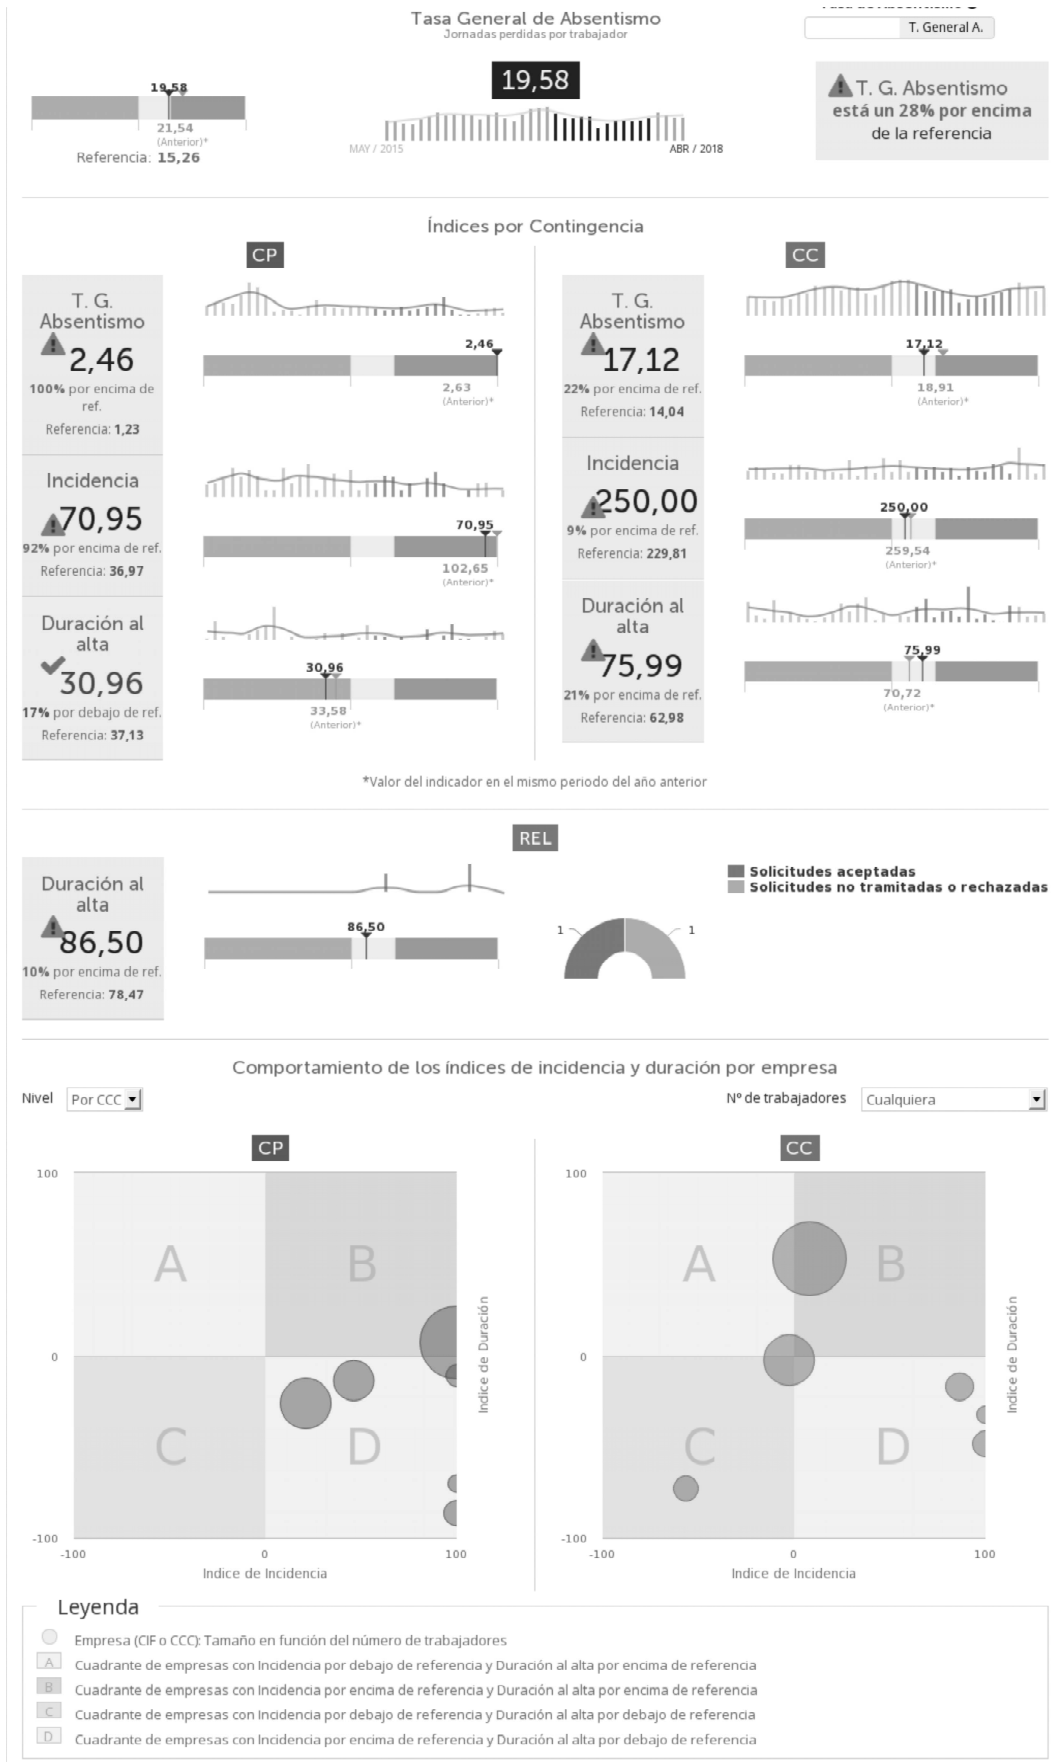 Tasa General de Absentismo
Jornadas perdidas por trabajador
T. General A.
19,58
21,54
(Anterior)*
Referencia: 15,26
19,58
MAY / 2015
ABR / 2018
T. G. Absentismo
está un 28% por encima
de la referencia
Índices por Contingencia
CP
T. G.
Absentismo
2,46
100% por encima de
ref.
Referencia: 1,23
2,46
2,63
(Anterior)*
Incidencia
70,95
92% por encima de ref.
Referencia: 36,97
70,95
102,65
(Anterior)*
Duración al
alta
30,96
17% por debajo de ref.
Referencia: 37,13
30,96
33,58
(Anterior)*
CC
T. G.
Absentismo
17,12
22% por encima de ref.
Referencia: 14,04
17,12
18,91
(Anterior)*
Incidencia
250,00
9% por encima de ref.
Referencia: 229,81
250,00
259,54
(Anterior)*
Duración al
alta
75,99
21% por encima de ref.
Referencia: 62,98
75,99
70,72
(Anterior)*
*Valor del indicador en el mismo periodo del año anterior
REL
Duración al
alta
86,50
10% por encima de ref.
Referencia: 78,47
86,50
1
1
Solicitudes aceptadas
Solicitudes no tramitadas o rechazadas
Comportamiento de los índices de incidencia y duración por empresa
Nivel Por CCC
Nº de trabajadores Cualquiera
CP
100
A
B
0
C
D
-100
-100
0
100
Indice de Incidencia
Indice de Duración
CC
100
A
B
0
C
D
-100
-100
0
100
Indice de Incidencia
Indice de Duración
Leyenda
Empresa (CIF o CCC): Tamaño en función del número de trabajadores
A Cuadrante de empresas con Incidencia por debajo de referencia y Duración al alta por encima de referencia
B Cuadrante de empresas con Incidencia por encima de referencia y Duración al alta por encima de referencia
C Cuadrante de empresas con Incidencia por debajo de referencia y Duración al alta por debajo de referencia
D Cuadrante de empresas con Incidencia por encima de referencia y Duración al alta por debajo de referencia